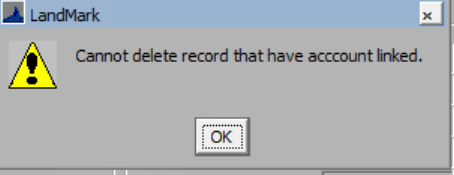 LandMark
Cannot delete record that have acccount linked.
OK